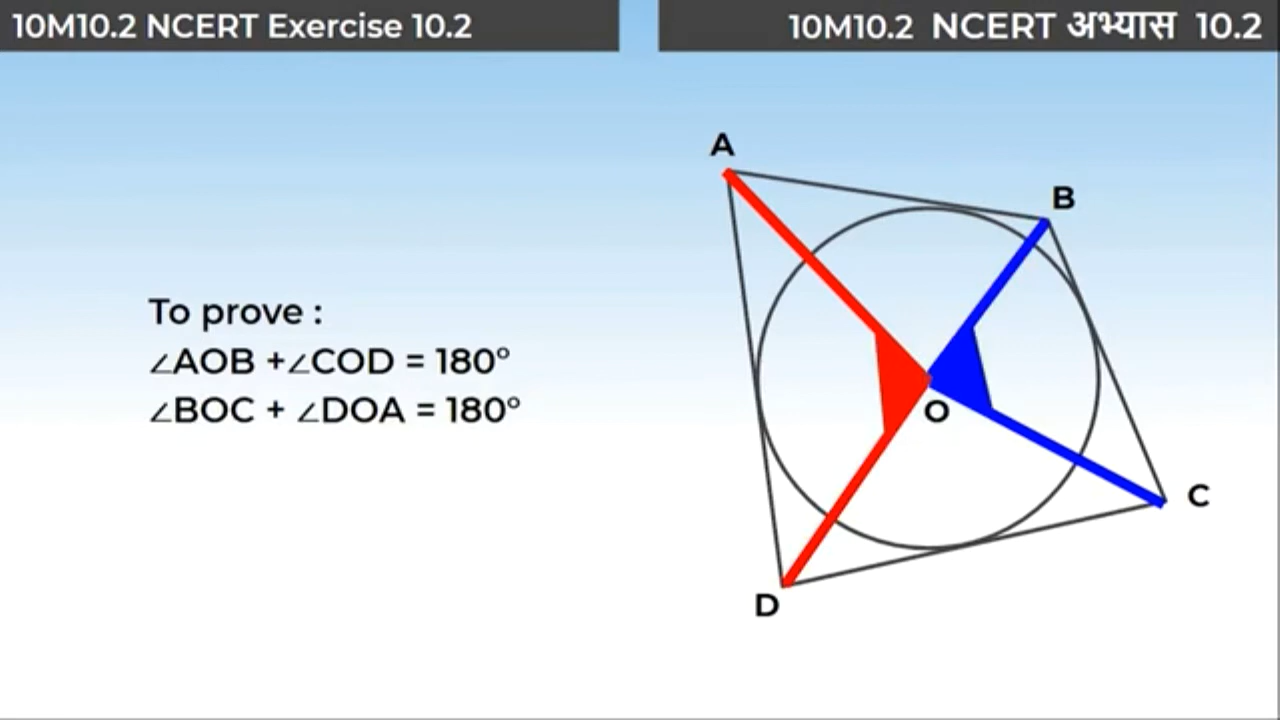 10M10.2 NCERT Exercise 10.2
10M10.2 NCERT अभ्यास 10.2
To prove :
∠AOB +∠COD = 180°
∠BOC + ∠DOA = 180°
A
B
O
C
D